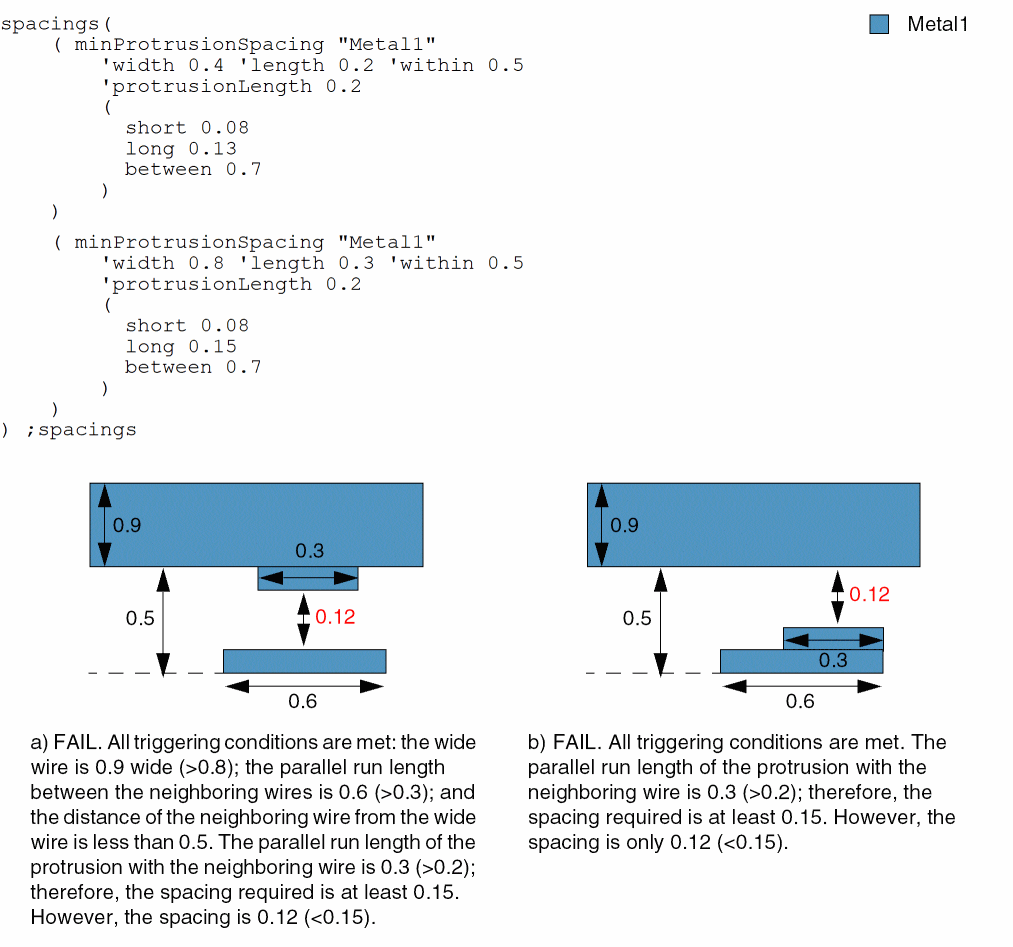 spacings(
( minProtrusionSpacing "Metal1"
'width 0.4 'length 0.2 'within 0.5
'protrusionLength 0.2
(
short 0.08
long 0.13
between 0.7
)
)
( minProtrusionSpacing "Metal1"
'width 0.8 'length 0.3 'within 0.5
'protrusionLength 0.2
(
short 0.08
long 0.15
between 0.7
)
)
) ;spacings
Metal1
0.9
0.3
0.5
0.12
0.6
a) FAIL. All triggering conditions are met: the wide
wire is 0.9 wide (>0.8); the parallel run length
between the neighboring wires is 0.6 (>0.3); and
the distance of the neighboring wire from the wide
wire is less than 0.5. The parallel run length of the
protrusion with the neighboring wire is 0.3 (>0.2);
therefore, the spacing required is at least 0.15.
However, the spacing is 0.12 (<0.15).
0.9
0.12
0.5
0.3
0.6
b) FAIL. All triggering conditions are met. The
parallel run length of the protrusion with the
neighboring wire is 0.3 (>0.2); therefore, the
spacing required is at least 0.15. However, the
spacing is only 0.12 (<0.15).